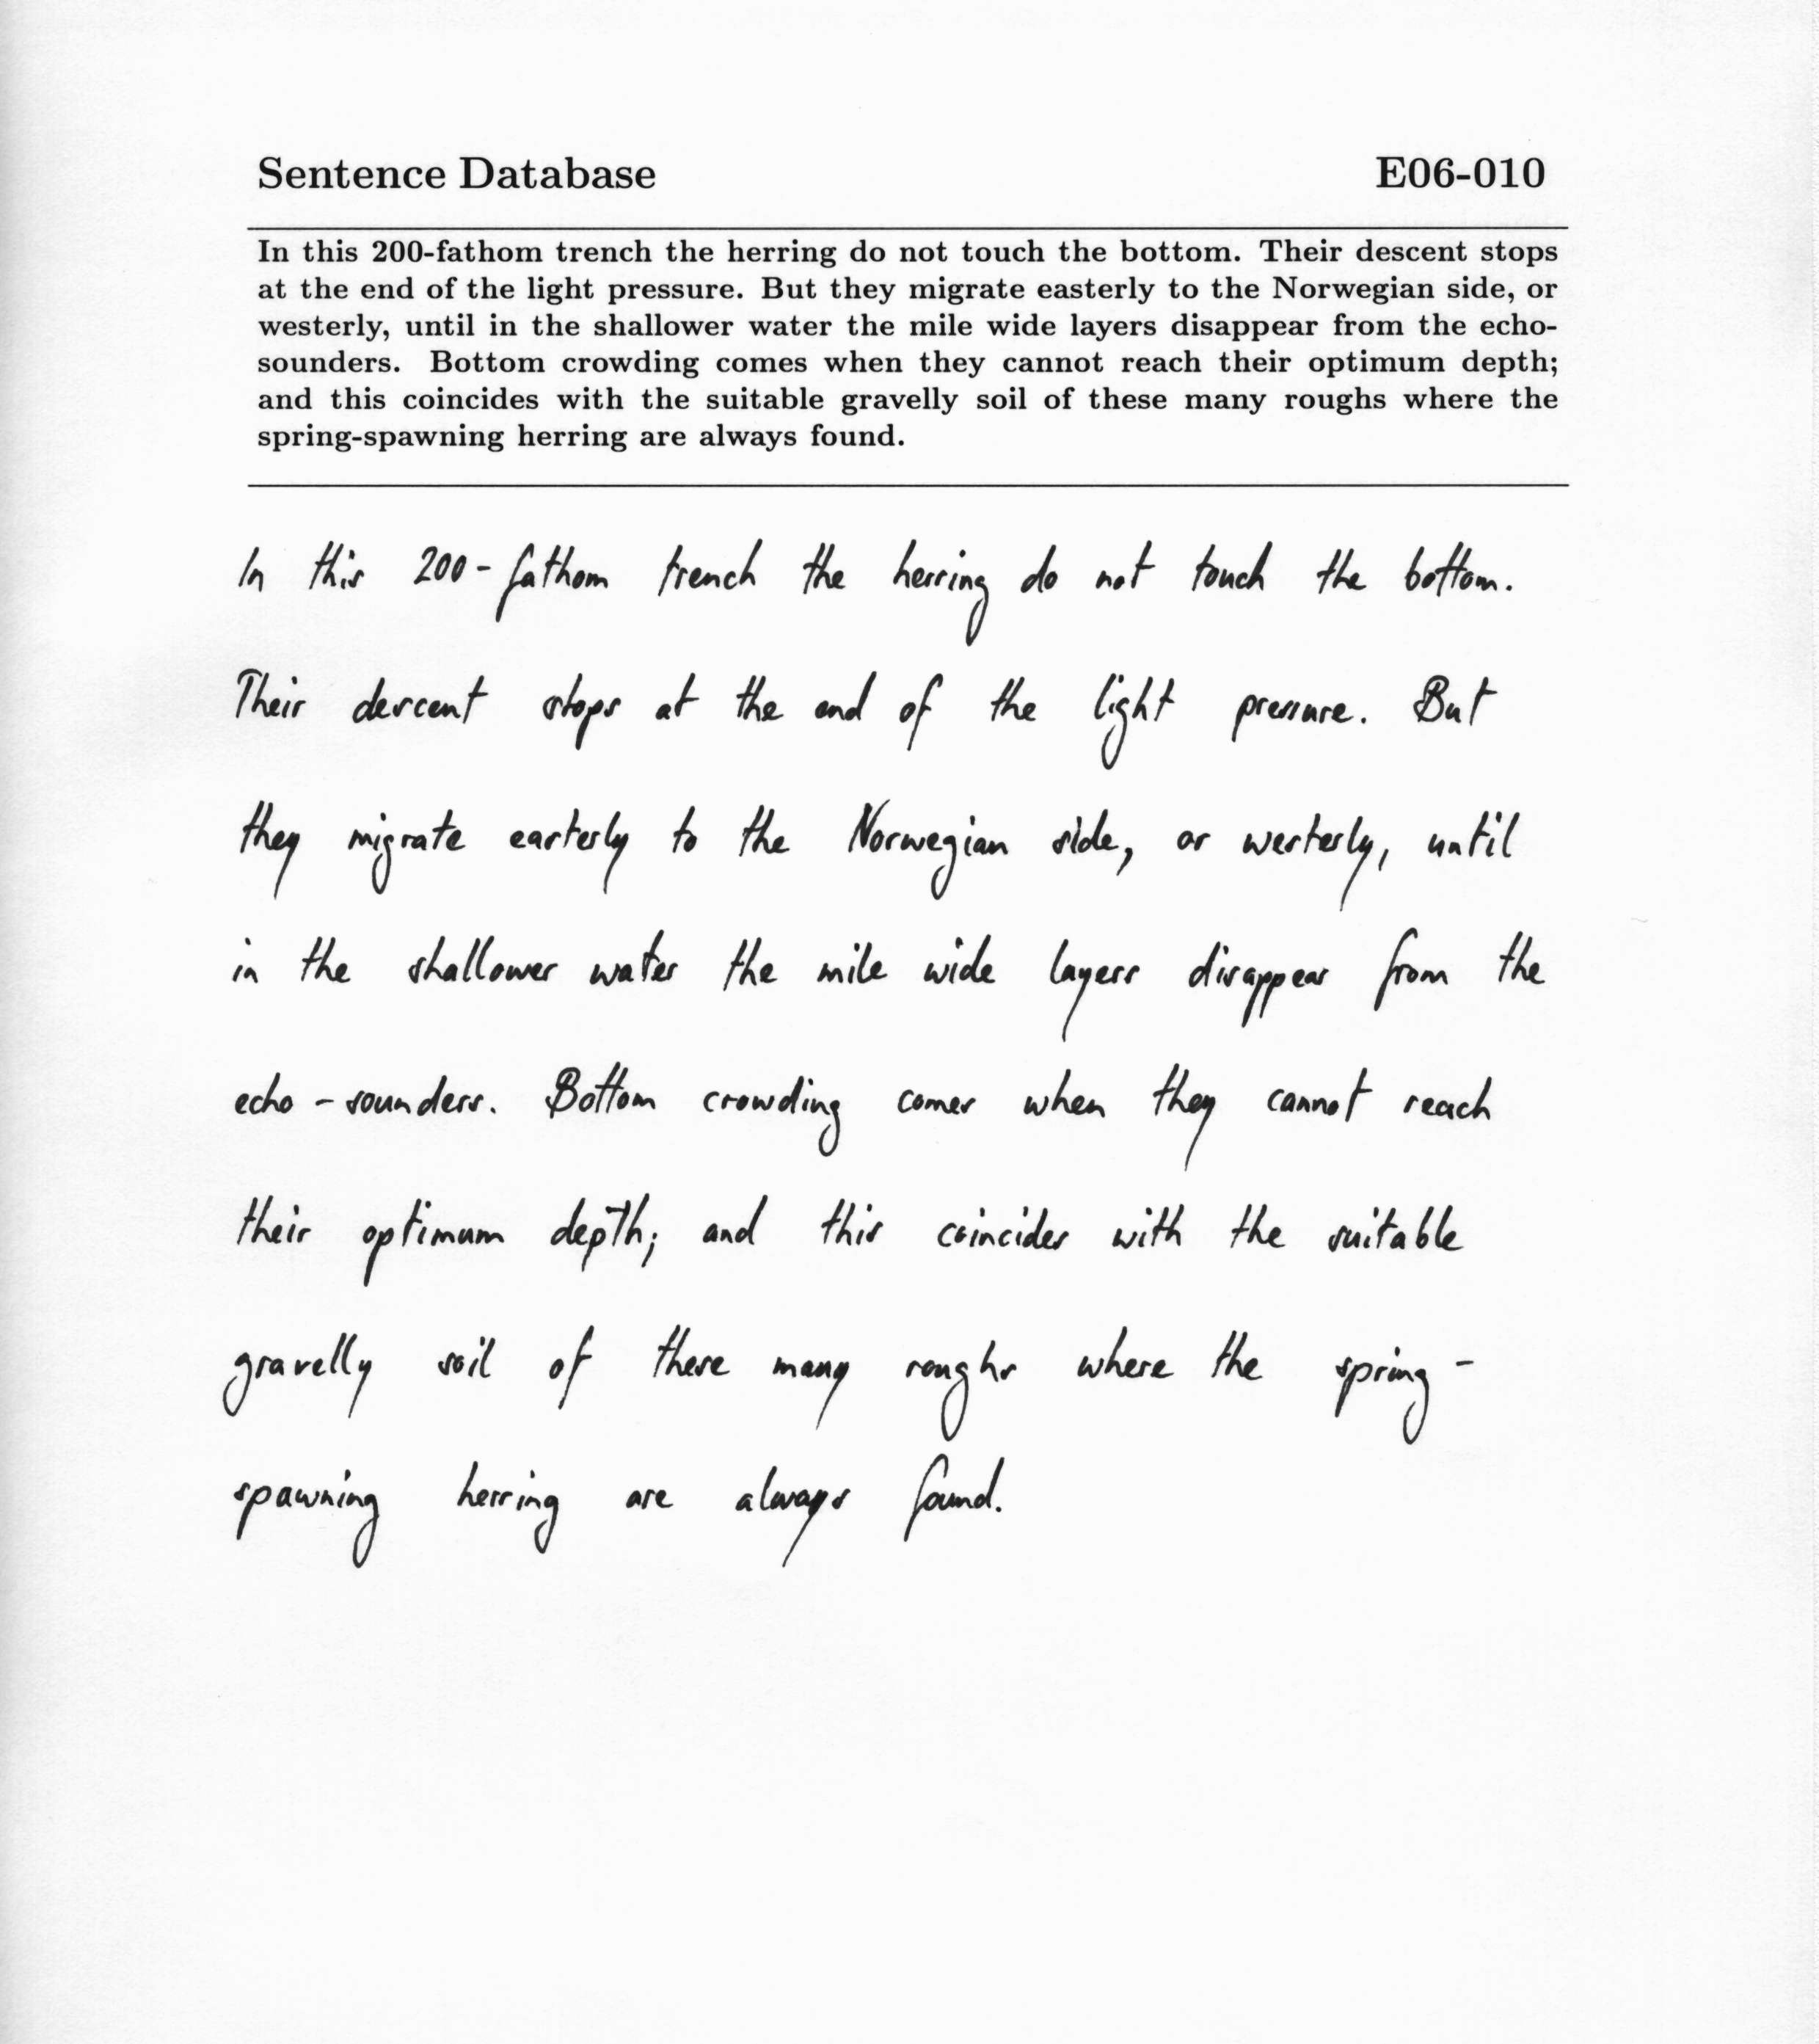 Sentence Database E06-010
In this 200-fathom trench the herring do not touch the bottom. Their descent stops
at the end of the light pressure. But they migrate easterly to the Norwegian side, or
westerly, until in the shallower water the mile wide layers disappear from the echo-
sounders. Bottom crowding comes when they cannot reach their optimum depth;
and this coincides with the suitable gravelly soil of these many roughs where the
spring-spawning herring are always found.
In this 200-fathom trench the herring do not touch the bottom.
Their descent stops at the end of the light pressure. But
they migrate easterly to the Norwegian side, or westerly, until
in the shallower water the mile wide layers disappear from the
echo-sounders. Bottom crowding comes when they cannot reach
their optimum depth; and this coincides with the suitable
gravelly soil of these many roughs where the spring-
spawning herring are always found.